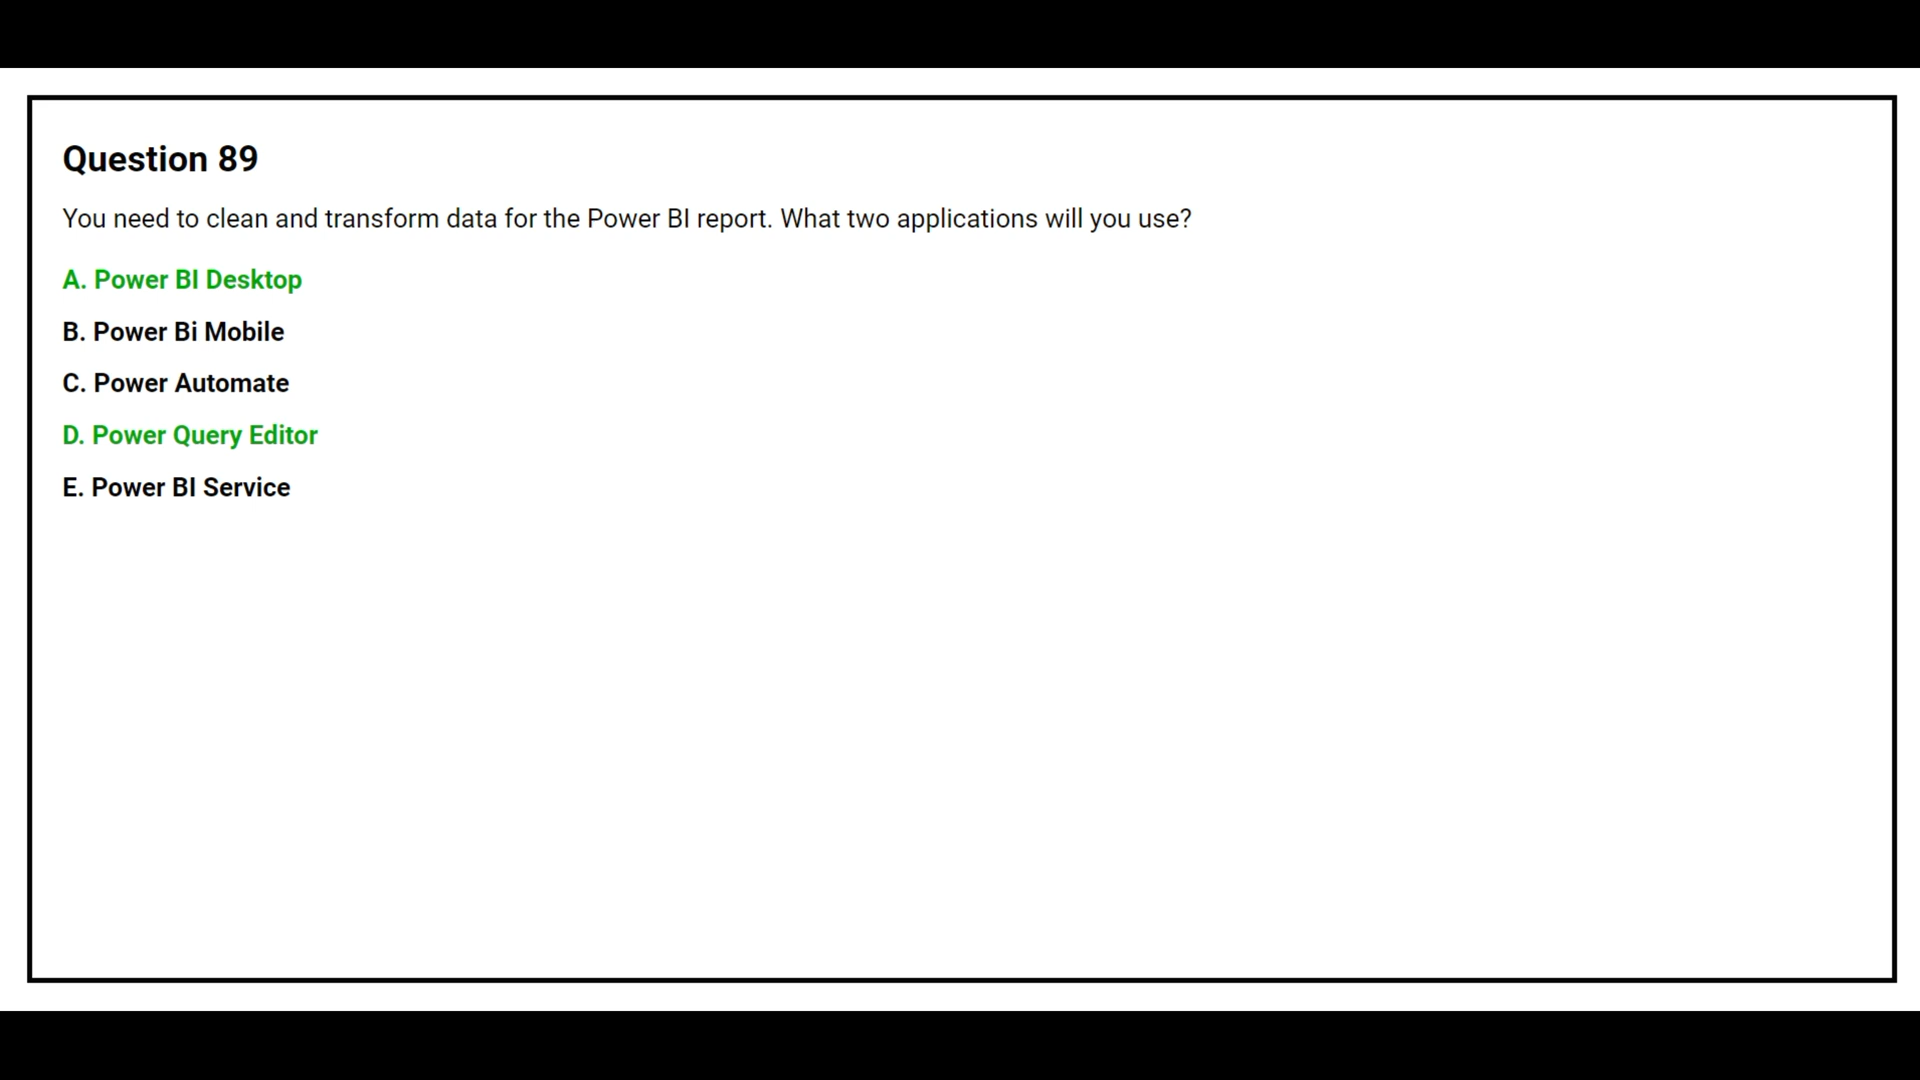 Question 89
You need to clean and transform data for the Power BI report. What two applications will you use?
A. Power BI Desktop
B. Power Bi Mobile
C. Power Automate
D. Power Query Editor
E. Power BI Service